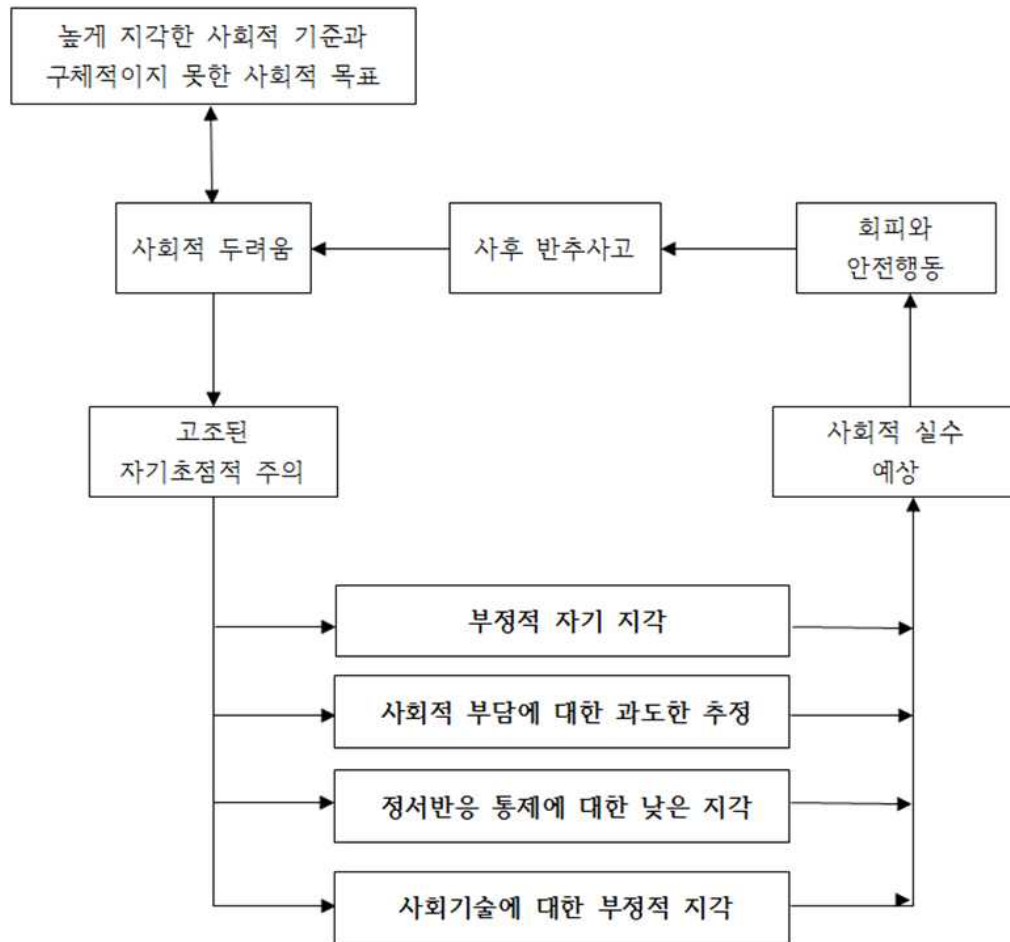 높게 지각한 사회적 기준과
구체적이지 못한 사회적 목표
사회적 두려움
사후 반추사고
회피와
안전행동
고조된
자기초점적 주의
사회적 실수
예상
부정적 자기 지각
사회적 부담에 대한 과도한 추정
정서반응 통제에 대한 낮은 지각
사회기술에 대한 부정적 지각